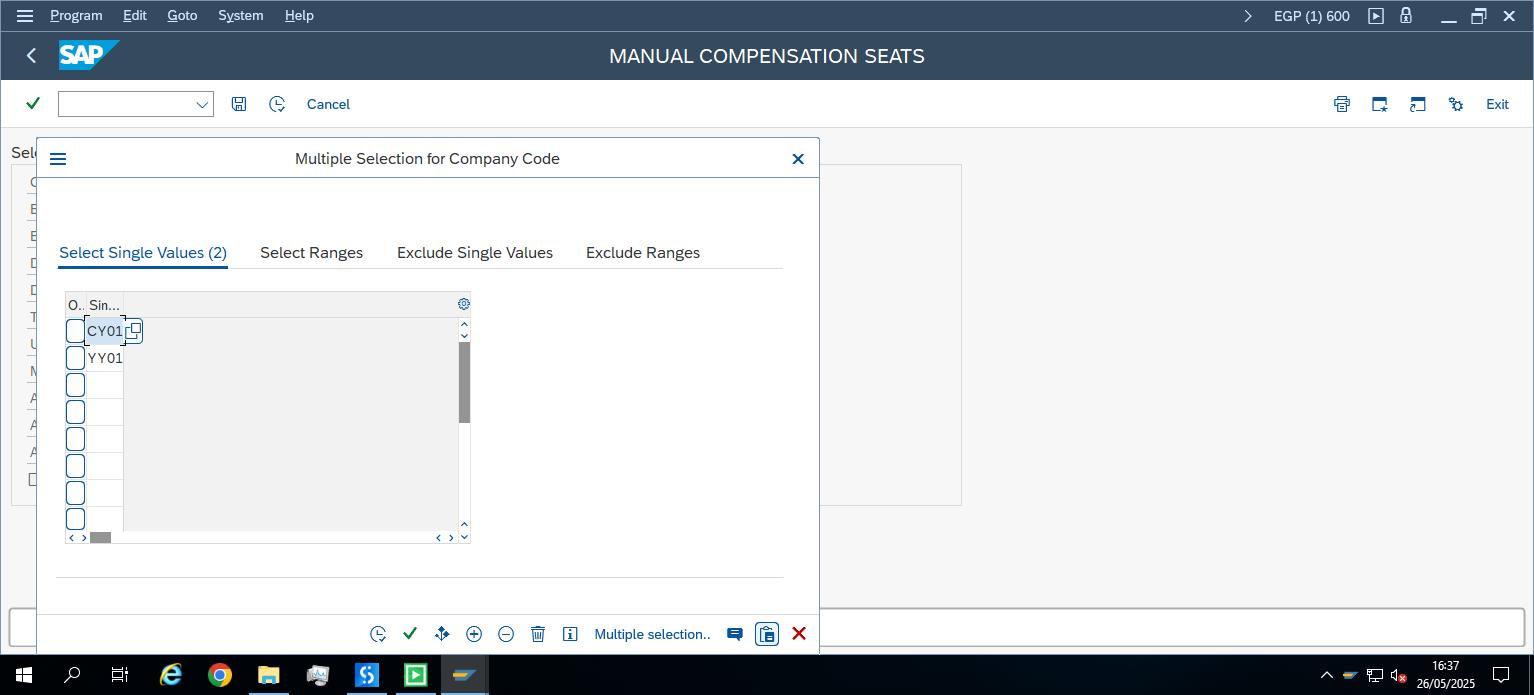 Program Edit Goto System Help EGP (1) 600
SAP MANUAL COMPENSATION SEATS
Cancel Exit
Multiple Selection for Company Code
Select Single Values (2) Select Ranges Exclude Single Values Exclude Ranges
O.. Sin...
CY01
YY01
Multiple selection..
16:37
26/05/2025